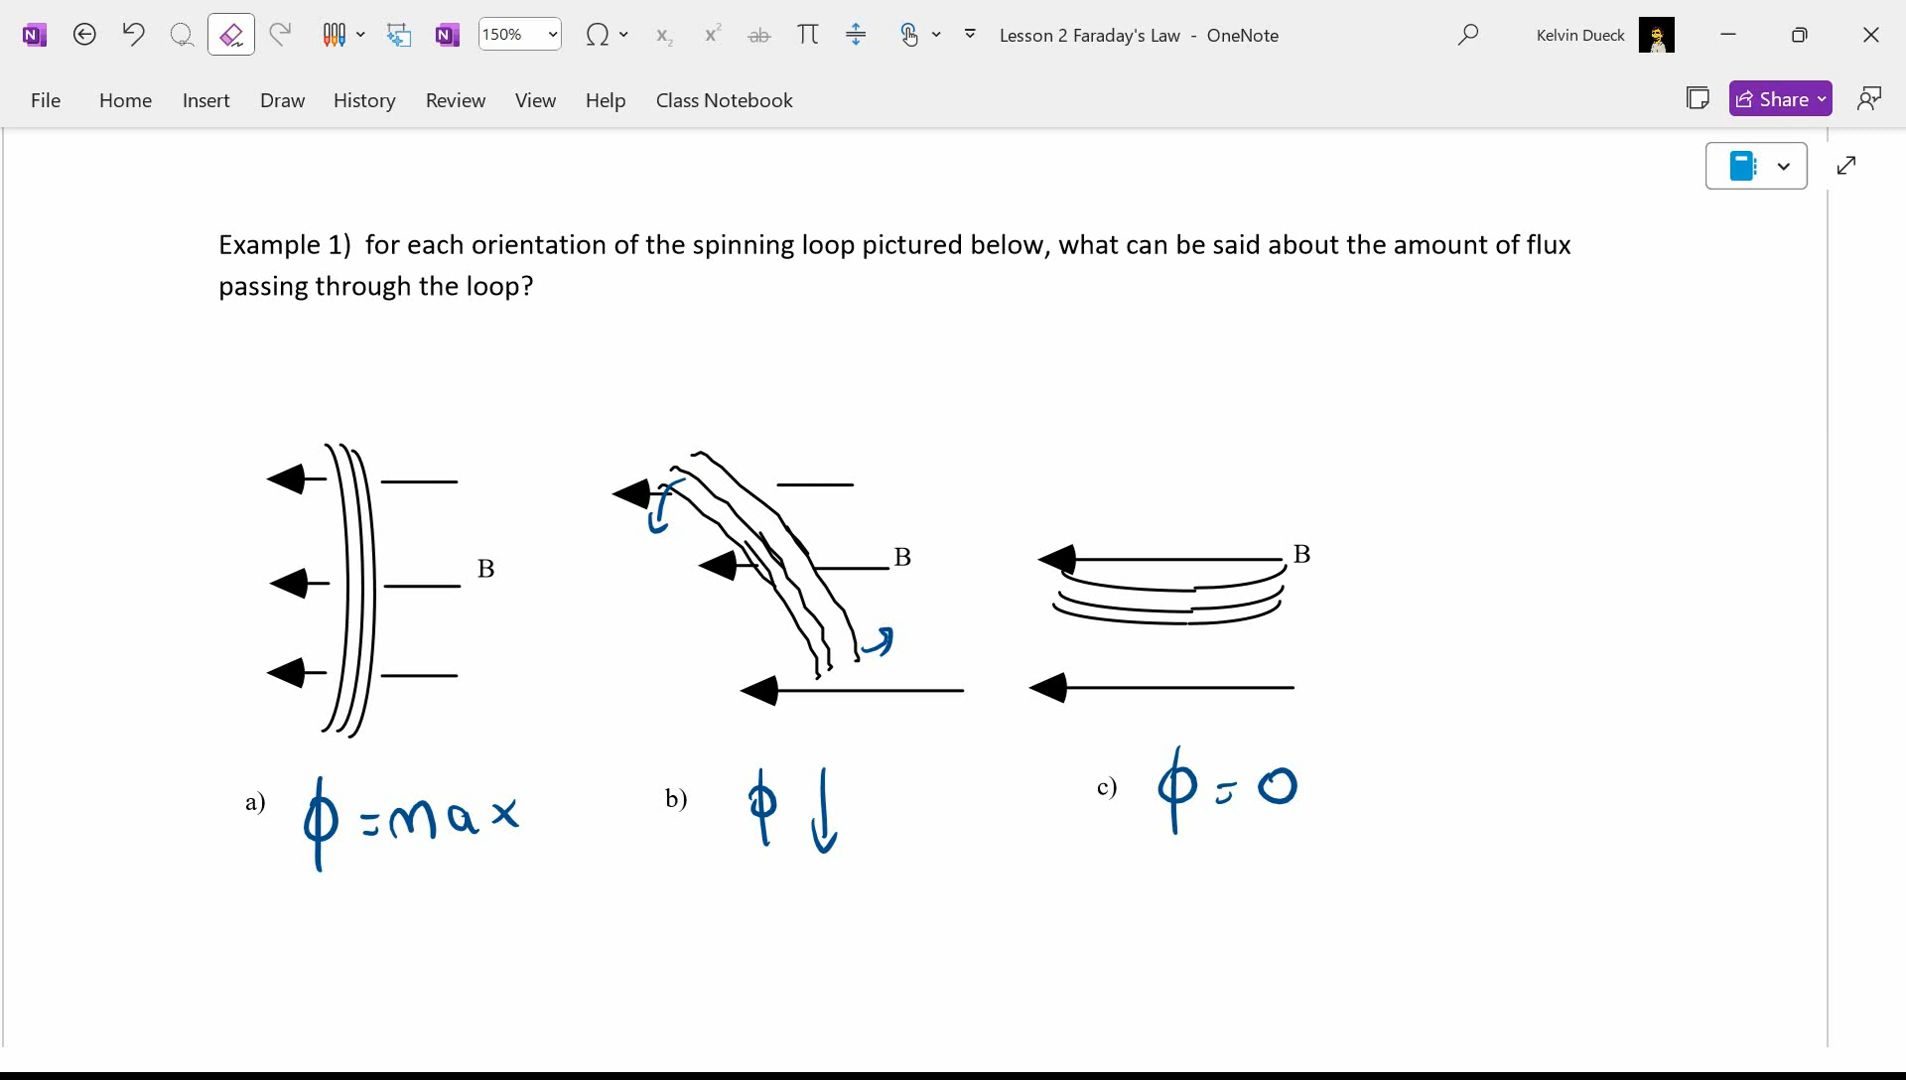 150%
Lesson 2 Faraday's Law - OneNote
Kelvin Dueck
File Home Insert Draw History Review View Help Class Notebook
Share
Example 1) for each orientation of the spinning loop pictured below, what can be said about the amount of flux
passing through the loop?
B
B
B
a) ϕ = max
b) ϕ ↓
c) ϕ = 0